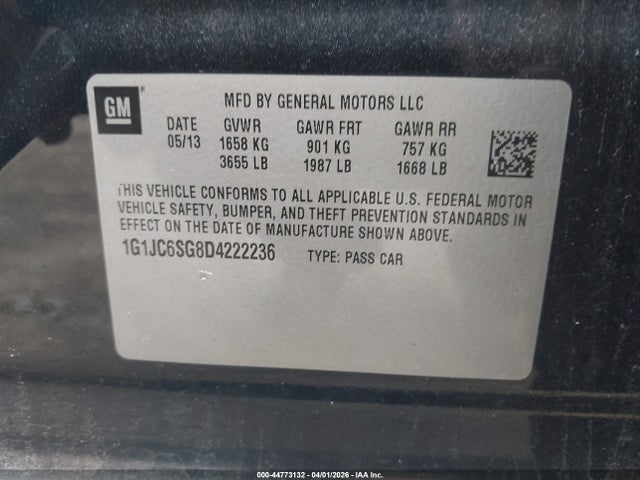 GM
MFD BY GENERAL MOTORS LLC
DATE GVWR GAWR FRT GAWR RR
05/13 1658 KG 901 KG 757 KG
3655 LB 1987 LB 1668 LB
THIS VEHICLE CONFORMS TO ALL APPLICABLE U.S. FEDERAL MOTOR
VEHICLE SAFETY, BUMPER, AND THEFT PREVENTION STANDARDS IN
EFFECT ON THE DATE OF MANUFACTURE SHOWN ABOVE.
1G1JC6SG8D4222236 TYPE: PASS CAR
000-44773132 - 04/01/2026 - IAA Inc.